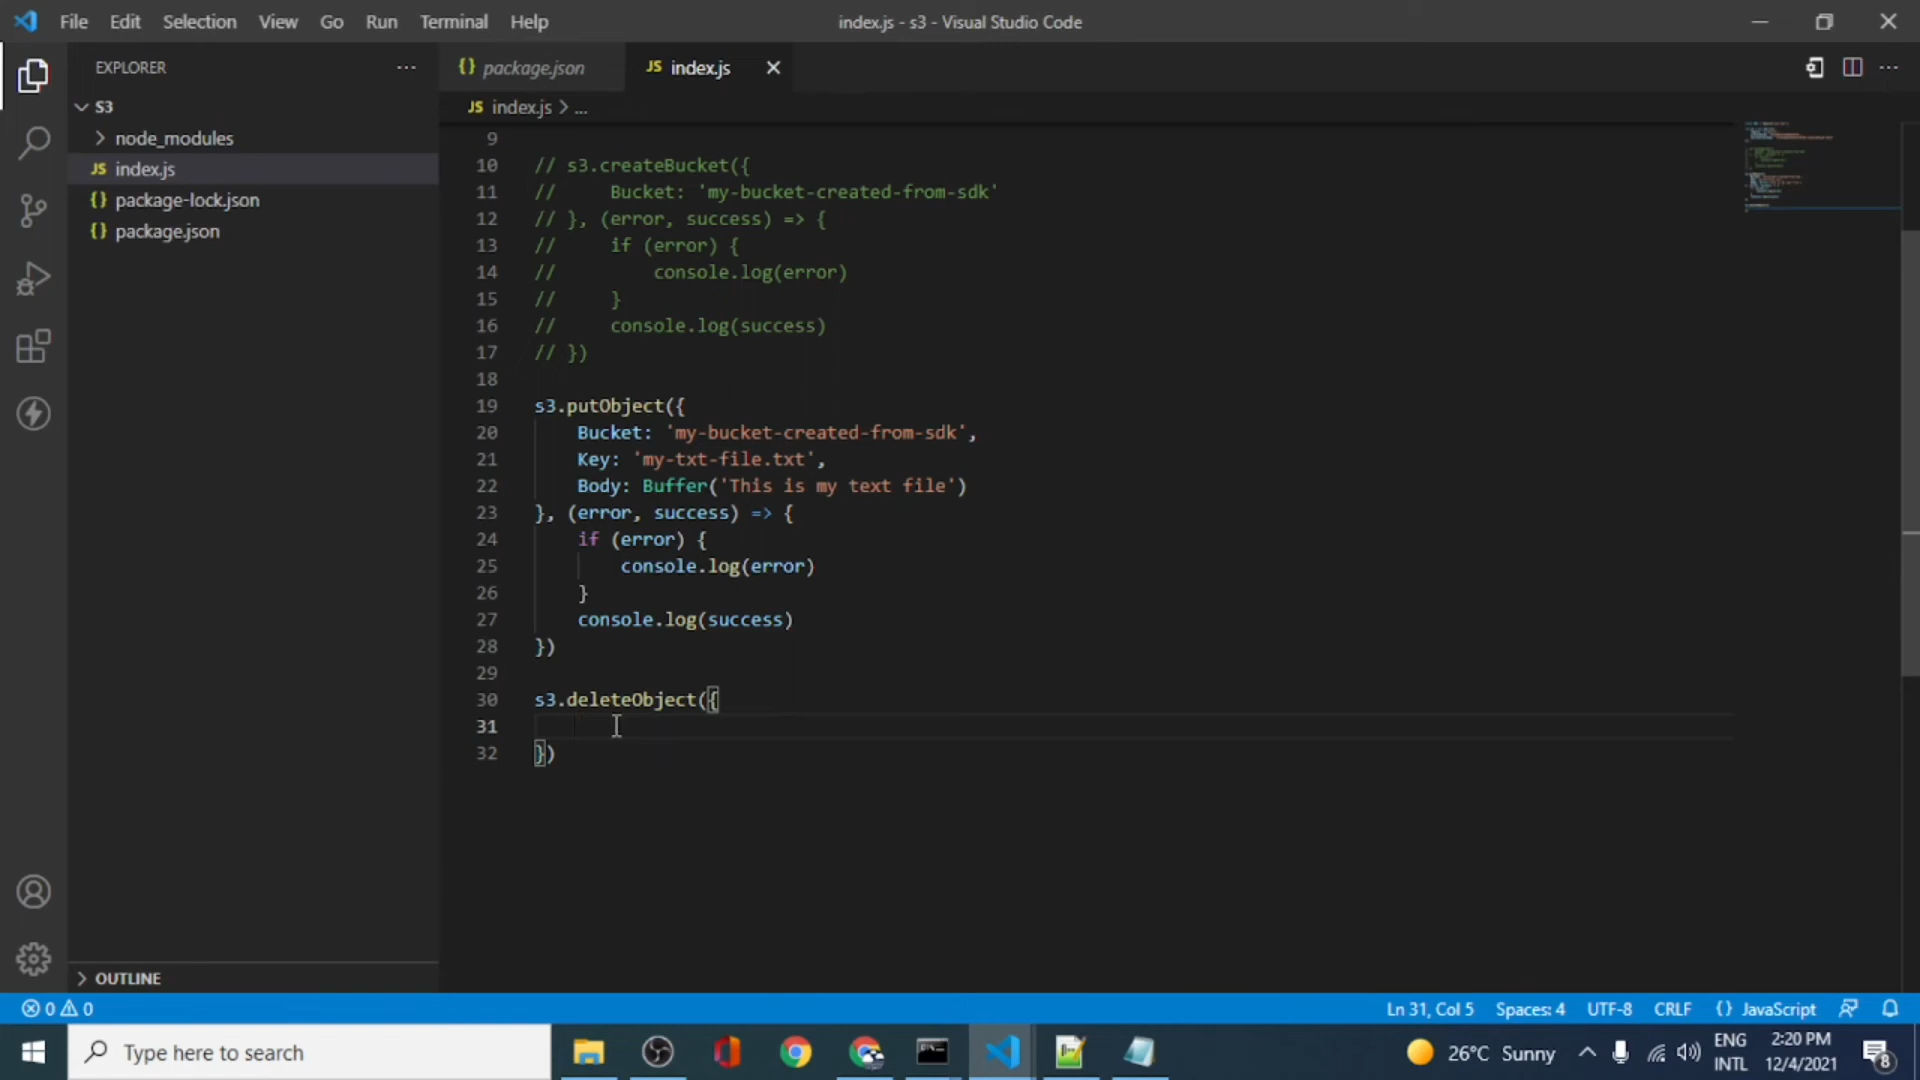 File Edit Selection View Go Run Terminal Help
index.js - s3 - Visual Studio Code
EXPLORER
S3
node_modules
JS index.js
{} package-lock.json
{} package.json
OUTLINE
{} package.json
JS index.js
JS index.js > ...
9
10 // s3.createBucket({
11 //     Bucket: 'my-bucket-created-from-sdk'
12 // }, (error, success) => {
13 //     if (error) {
14 //         console.log(error)
15 //     }
16 //     console.log(success)
17 // })
18
19 s3.putObject({
20     Bucket: 'my-bucket-created-from-sdk',
21     Key: 'my-txt-file.txt',
22     Body: Buffer('This is my text file')
23 }, (error, success) => {
24     if (error) {
25         console.log(error)
26     }
27     console.log(success)
28 })
29
30 s3.deleteObject({
31
32 })
0 0
Ln 31, Col 5 Spaces: 4 UTF-8 CRLF {} JavaScript
Type here to search
26°C Sunny
ENG
INTL
2:20 PM
12/4/2021
8